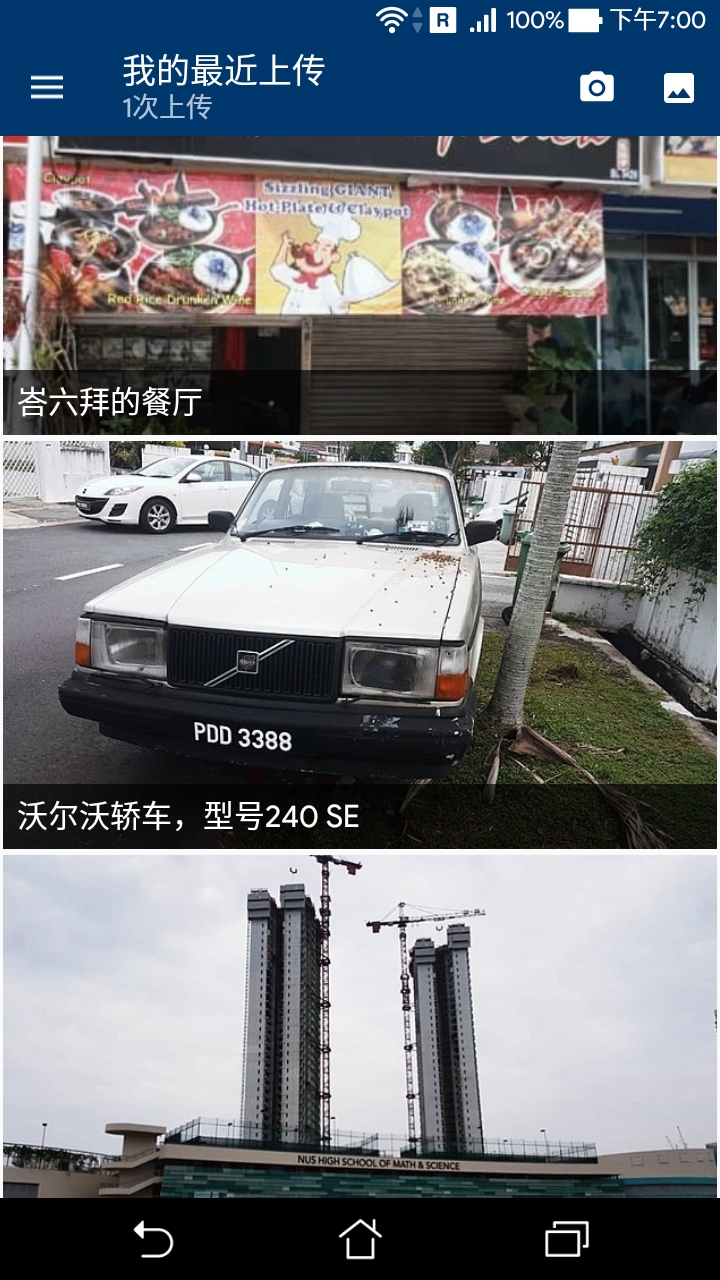 R
100%
下午7:00
我的最近上传
1次上传
Claypot
Sizzling GIANT
Hot Plate & Claypot
Red Rice Drunken Wine
峇六拜的餐厅
PDD 3388
沃尔沃轿车，型号240 SE
NUS HIGH SCHOOL OF MATH & SCIENCE